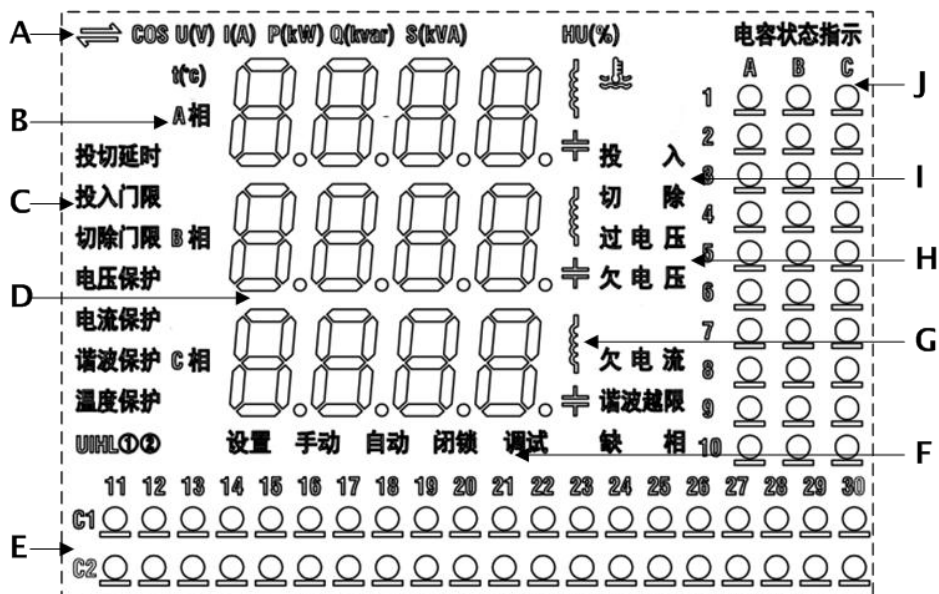 A COS U(V) I(A) P(kW) Q(kvar) S(kVA) HU(%) 电容状态指示
t(℃) A B C J
B A相 1
投切延时 投入 2
C 投入门限 切除 3 I
切除门限 B相 过电压 4
电压保护 欠电压 5 H
D 6
电流保护 7
谐波保护 C相 欠电流 8 G
温度保护 谐波越限 9
UIHL①② 设置 手动 自动 闭锁 调试 缺相 10 F
11 12 13 14 15 16 17 18 19 20 21 22 23 24 25 26 27 28 29 30
C1
E
C2